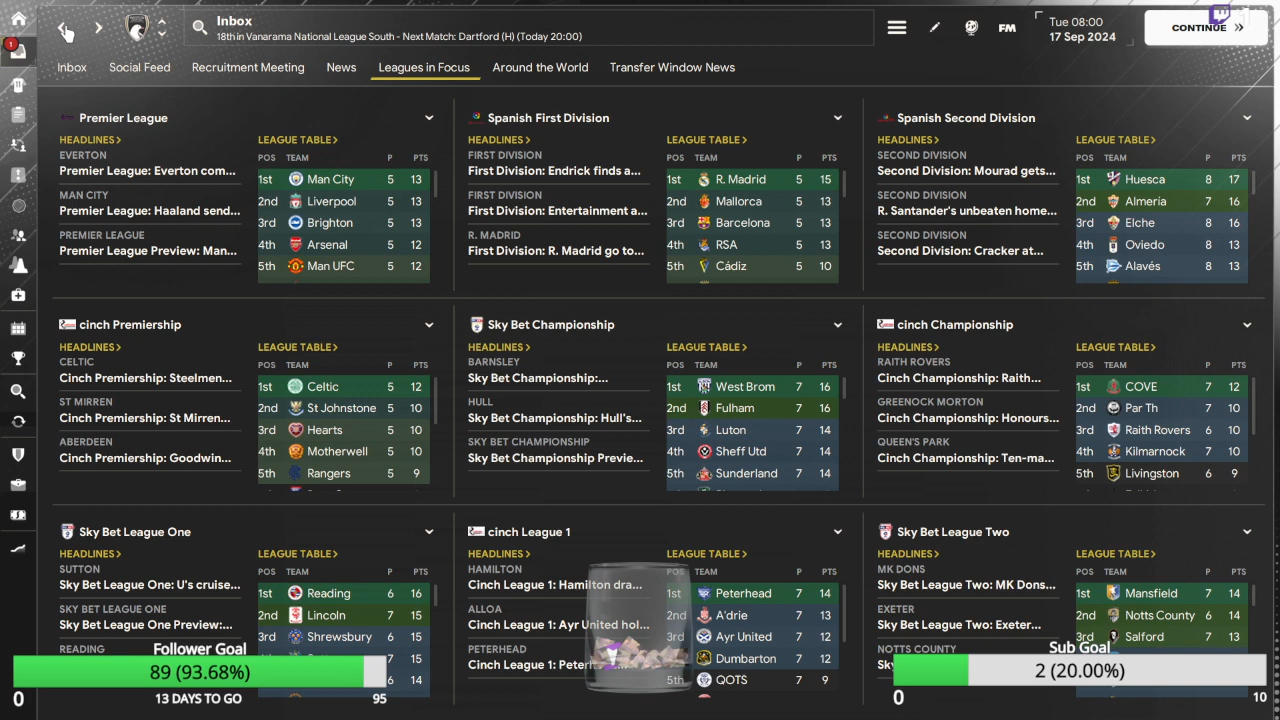 Inbox
18th in Vanarma National League South - Next Match: Dartford (H)(Today 20:00)
FM
Tue 08:00
17 Sep 2024
CONTINUE
1
Inbox
Social Feed
Recruitment Meeting
News
Leagues in Focus
Around the World
Transfer Window News
Premier League
HEADLINES >
EVERTON
Premier League: Everton com...
MAN CITY
Premier League: Haaland send...
PREMIER LEAGUE
Premier League Preview: Man...
LEAGUE TABLE >
POS TEAM P PTS
1st Man City 5 13
2nd Liverpool 5 13
3rd Brighton 5 13
4th Arsenal 5 12
5th Man UFC 5 12
Spanish First Division
HEADLINES >
FIRST DIVISION
First Division: Endrick finds a...
FIRST DIVISION
First Division: Entertainment a...
R. MADRID
First Division: R. Madrid go to...
LEAGUE TABLE >
POS TEAM P PTS
1st R. Madrid 5 15
2nd Mallorca 5 13
3rd Barcelona 5 13
4th RSA 5 13
5th Cádiz 5 10
Spanish Second Division
HEADLINES >
SECOND DIVISION
Second Division: Mourad gets...
SECOND DIVISION
R. Santander's unbeaten home...
SECOND DIVISION
Second Division: Cracker at...
LEAGUE TABLE >
POS TEAM P PTS
1st Huesca 8 17
2nd Almería 7 16
3rd Elche 8 16
4th Oviedo 8 13
5th Alavés 8 13
cinch Premiership
HEADLINES >
CELTIC
Cinch Premiership: Steelmen...
ST MIRREN
Cinch Premiership: St Mirren...
ABERDEEN
Cinch Premiership: Goodwin...
LEAGUE TABLE >
POS TEAM P PTS
1st Celtic 5 12
2nd St Johnstone 5 10
3rd Hearts 5 10
4th Motherwell 5 10
5th Rangers 5 9
Sky Bet Championship
HEADLINES >
BARNSLEY
Sky Bet Championship:...
HULL
Sky Bet Championship: Hull's...
SKY BET CHAMPIONSHIP
Sky Bet Championship Previe...
LEAGUE TABLE >
POS TEAM P PTS
1st West Brom 7 16
2nd Fulham 7 16
3rd Luton 7 14
4th Sheff Utd 7 14
5th Sunderland 7 14
cinch Championship
HEADLINES >
RAITH ROVERS
Cinch Championship: Raith...
GREENOCK MORTON
Cinch Championship: Honours...
QUEEN'S PARK
Cinch Championship: Ten-ma...
LEAGUE TABLE >
POS TEAM P PTS
1st COVE 7 12
2nd Par Th 7 10
3rd Raith Rovers 6 10
4th Kilmarnock 7 10
5th Livingston 6 9
Sky Bet League One
HEADLINES >
SUTTON
Sky Bet League One: U's cruise...
SKY BET LEAGUE ONE
Sky Bet League One Preview:...
READING
LEAGUE TABLE >
POS TEAM P PTS
1st Reading 6 16
2nd Lincoln 7 15
3rd Shrewsbury 6 15
7 15
6 14
cinch League 1
HEADLINES >
HAMILTON
Cinch League 1: Hamilton dra...
ALLOA
Cinch League 1: Ayr United hol...
PETERHEAD
Cinch League 1: Peter
LEAGUE TABLE >
POS TEAM P PTS
1st Peterhead 7 14
2nd A'drie 7 13
3rd Ayr United 7 12
Dumbarton 7 12
5th QOTS 7 9
Sky Bet League Two
HEADLINES >
MK DONS
Sky Bet League Two: MK Dons...
EXETER
Sky Bet League Two: Exeter...
NOTTS COUNTY
LEAGUE TABLE >
POS TEAM P PTS
1st Mansfield 7 14
2nd Notts County 6 14
3rd Salford 7 13
Follower Goal
89 (93.68%)
0
13 DAYS TO GO
95
Sub Goal
2 (20.00%)
0
10